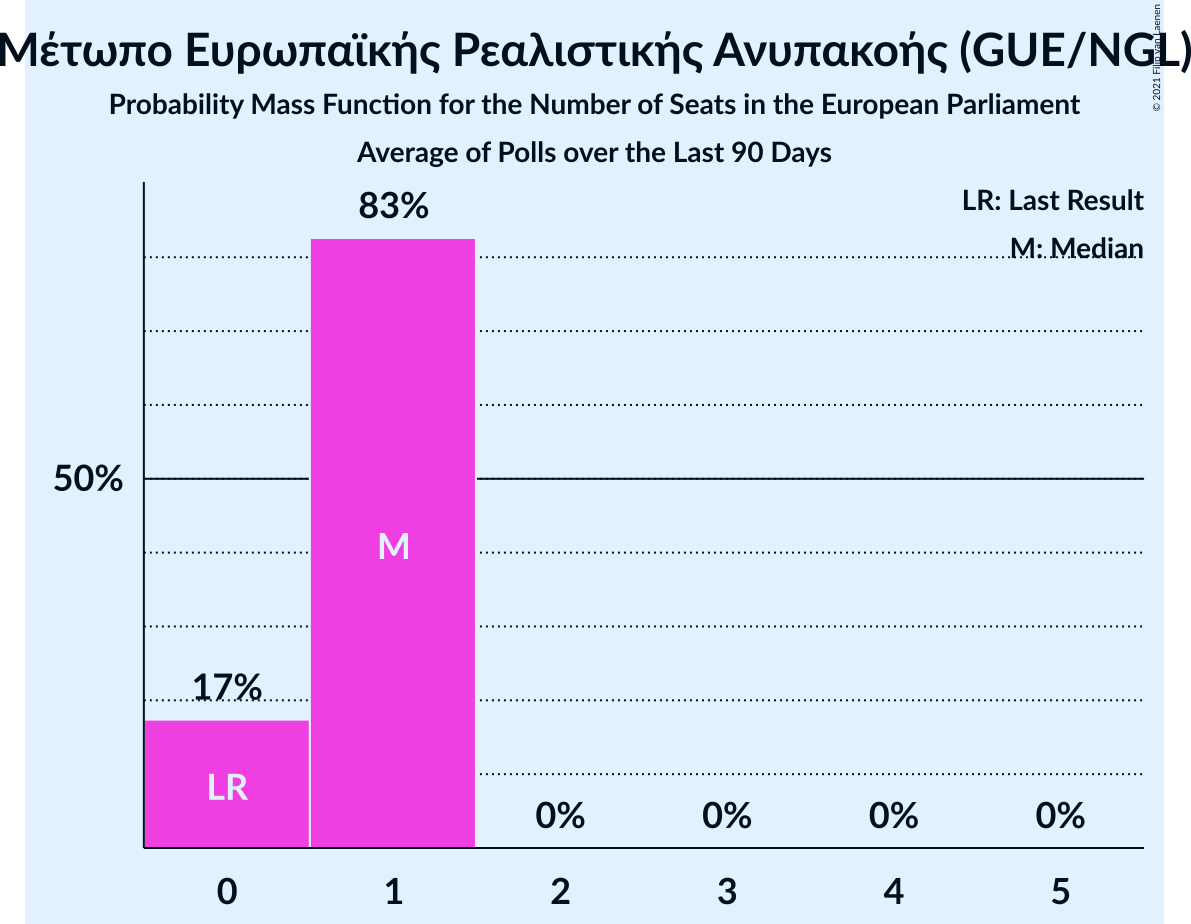 Μέτωπο Ευρωπαϊκής Ρεαλιστικής Ανυπακοής (GUE/NGL)
Probability Mass Function for the Number of Seats in the European Parliament
Average of Polls over the Last 90 Days
© 2021 Filip van Laenen
LR: Last Result
M: Median
83%
50%
M
17%
LR
0% 0% 0% 0%
0 1 2 3 4 5